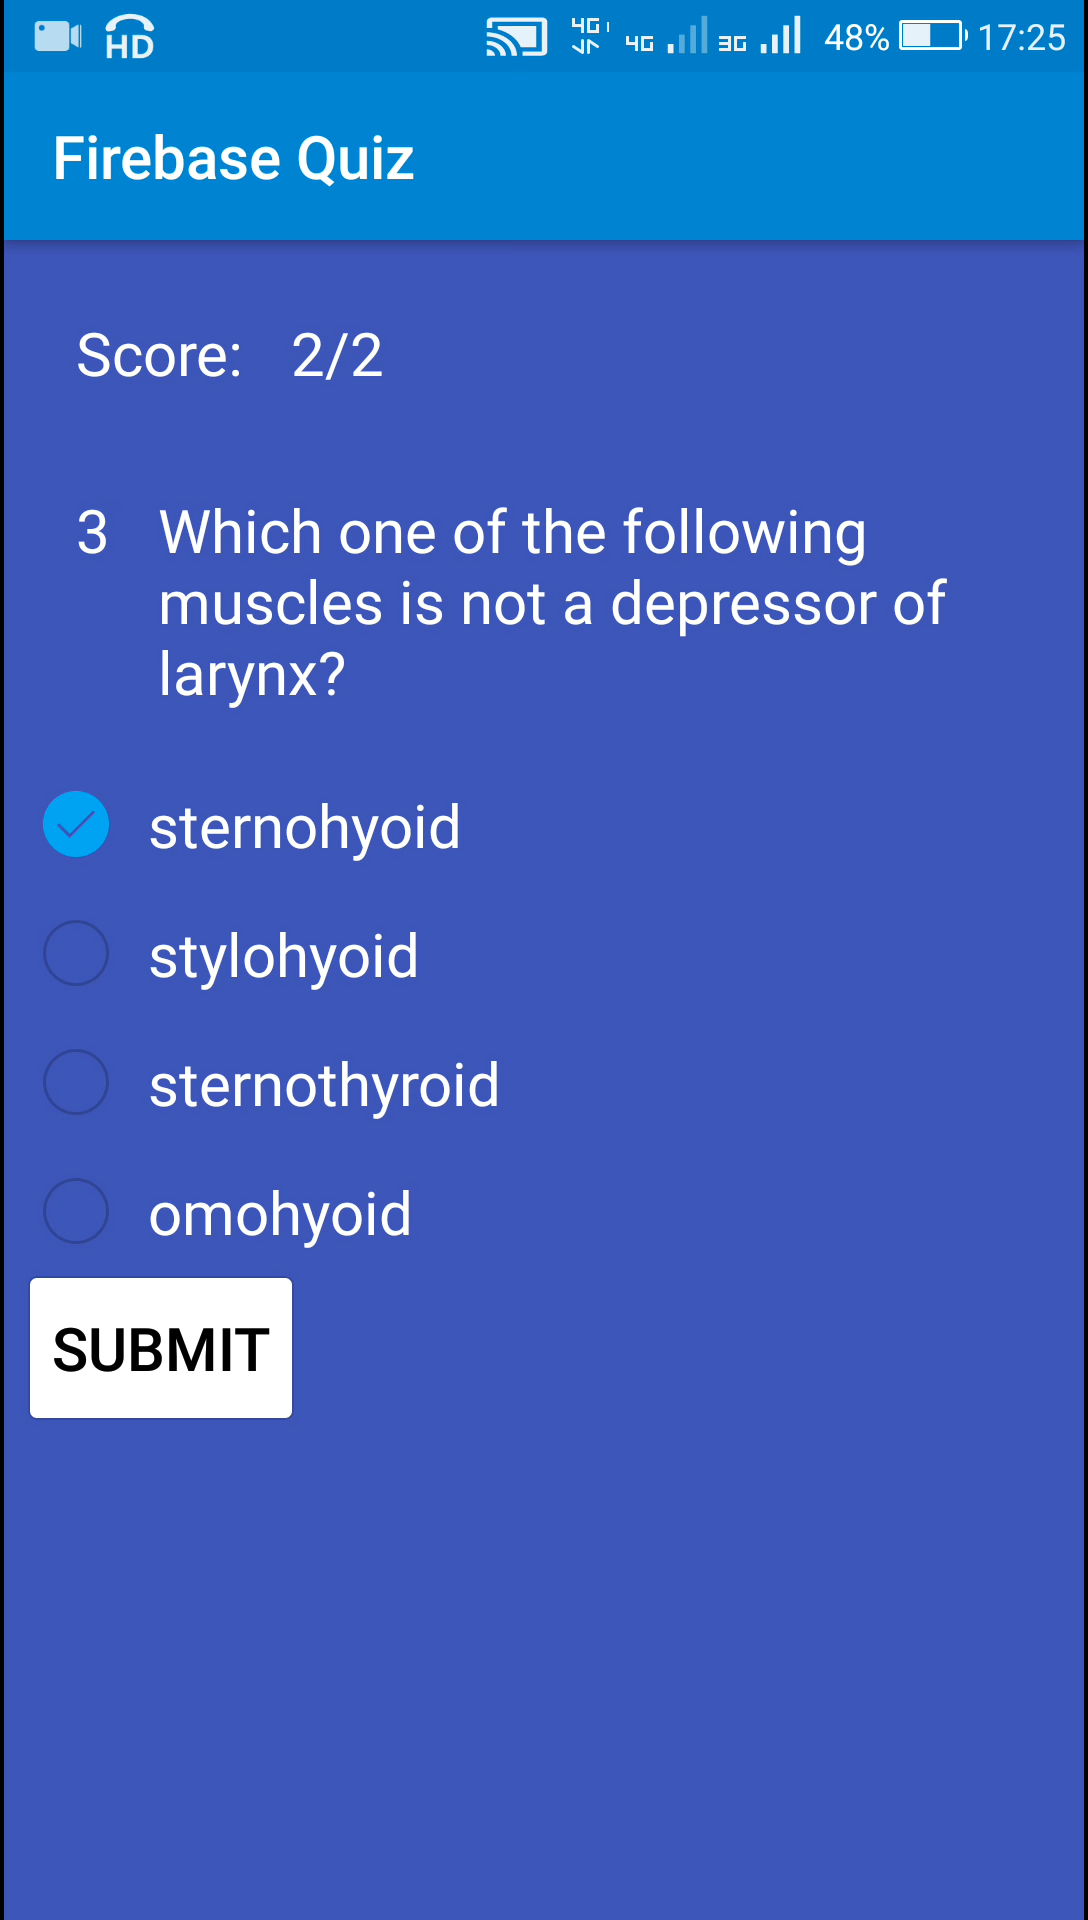 HD 4G 4G 3G 48% 17:25
Firebase Quiz
Score: 2/2
3 Which one of the following
muscles is not a depressor of
larynx?
sternohyoid
stylohyoid
sternothyroid
omohyoid
SUBMIT